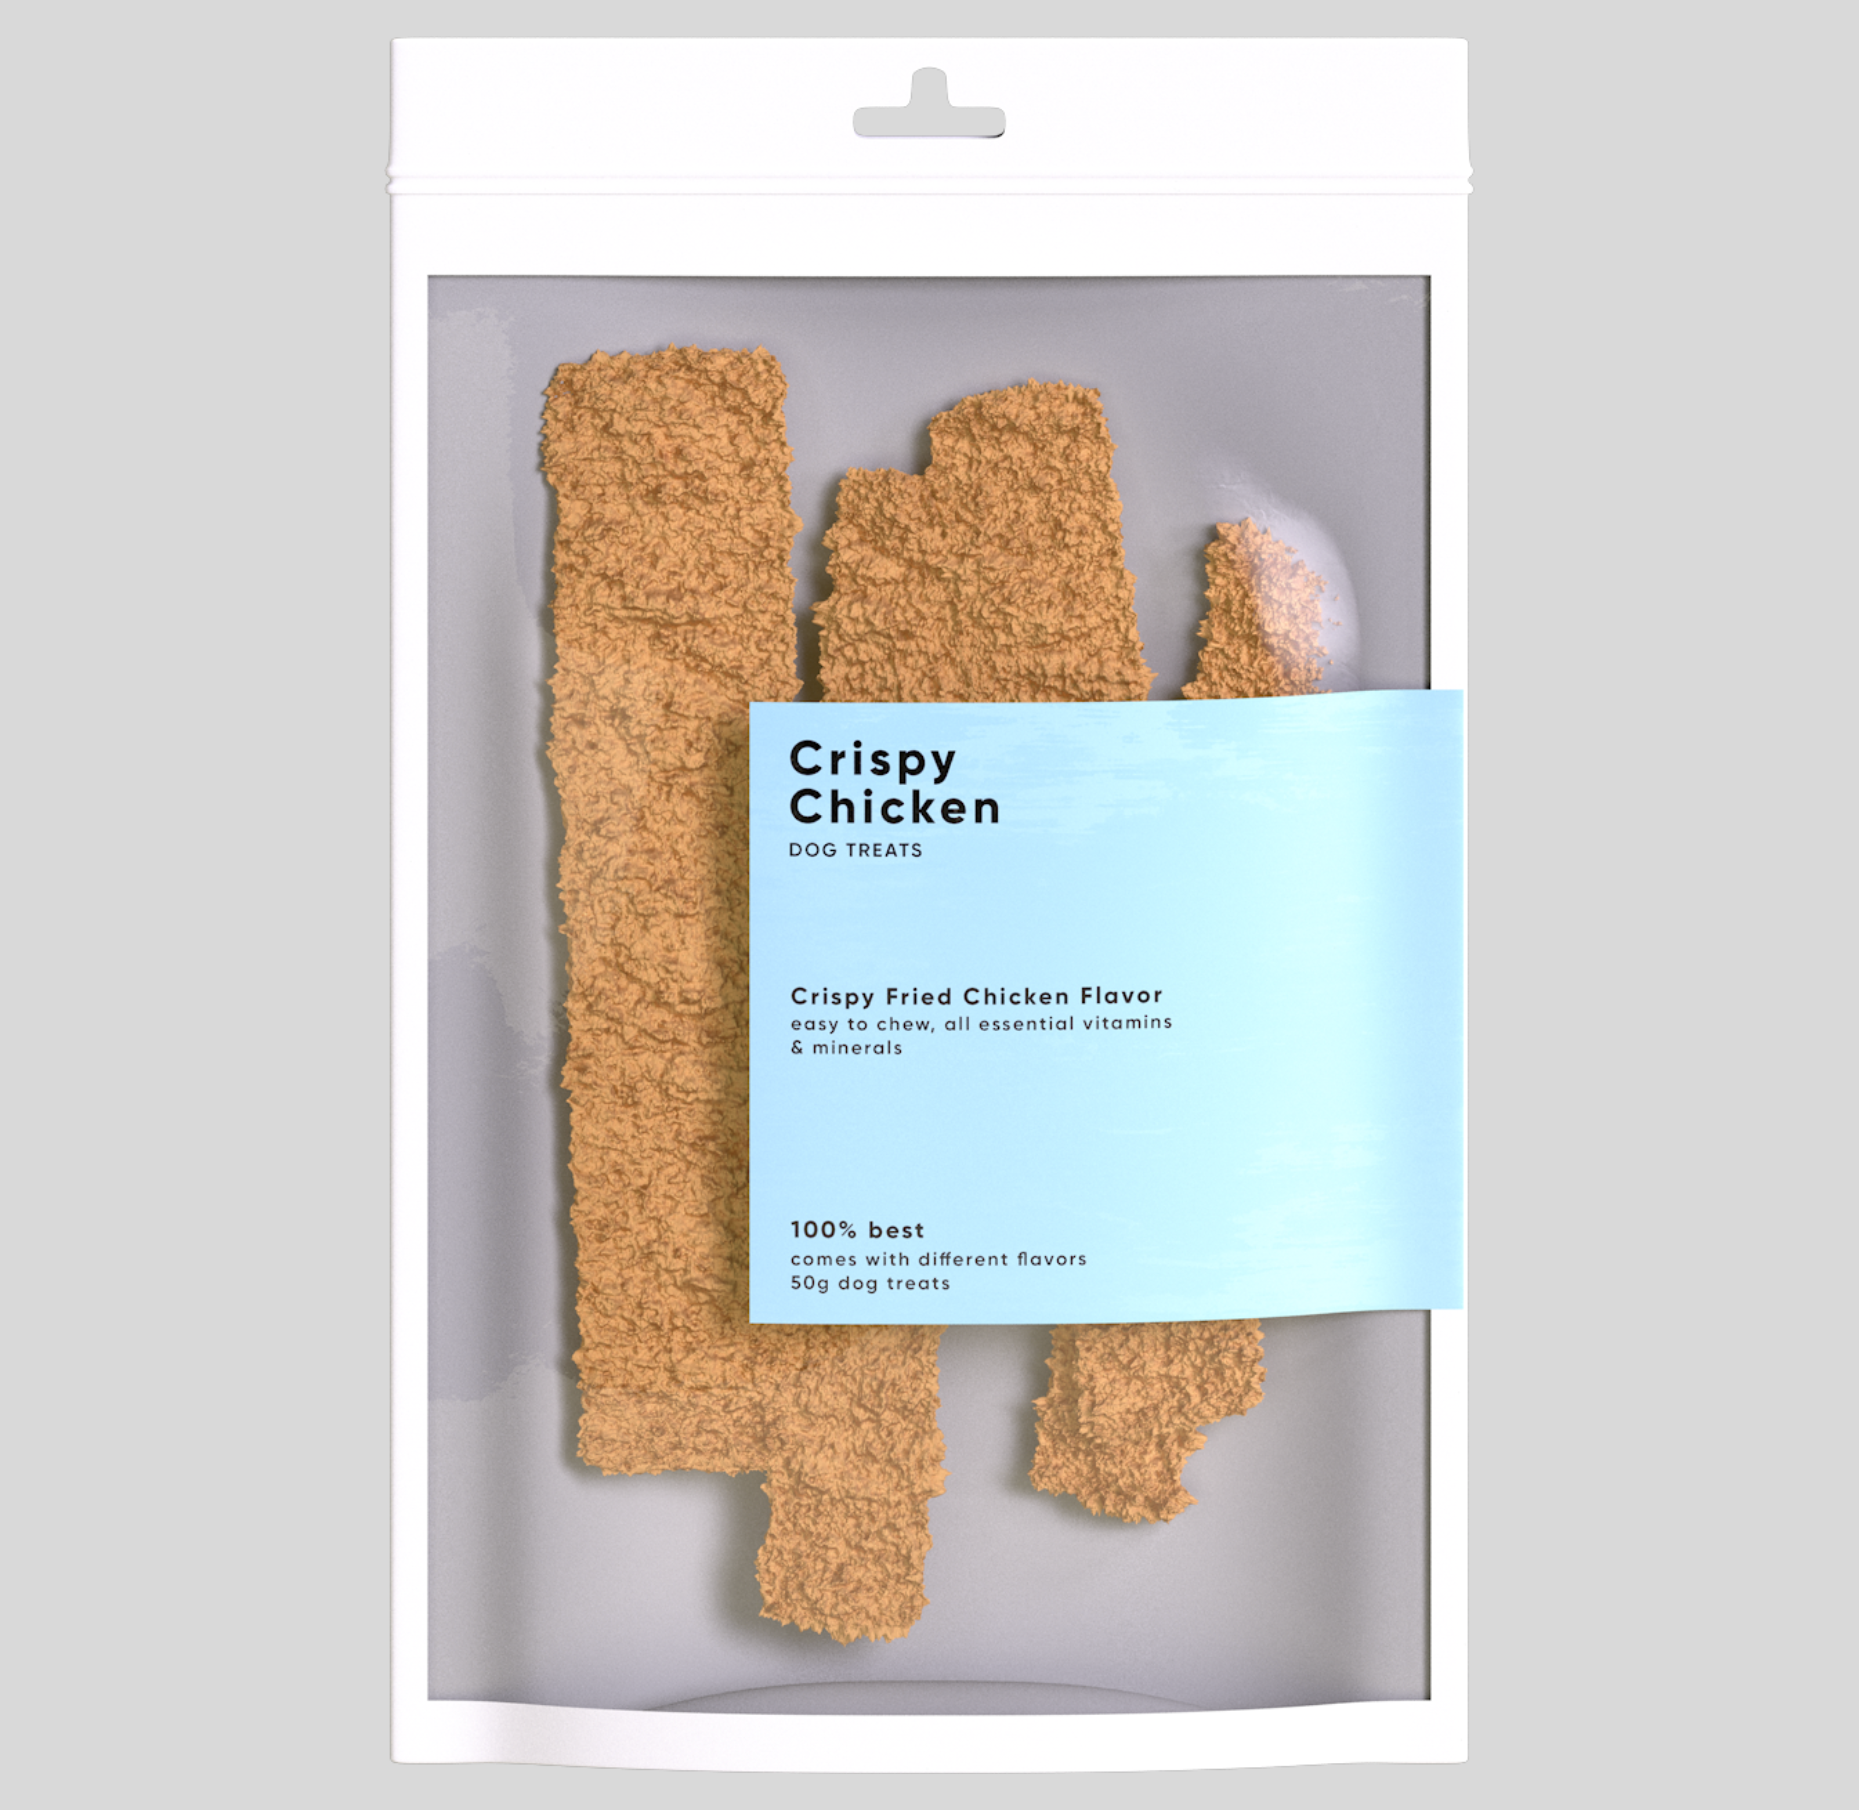 Crispy
Chicken
DOG TREATS
Crispy Fried Chicken Flavor
easy to chew, all essential vitamins
& minerals
100% best
comes with different flavors
50g dog treats